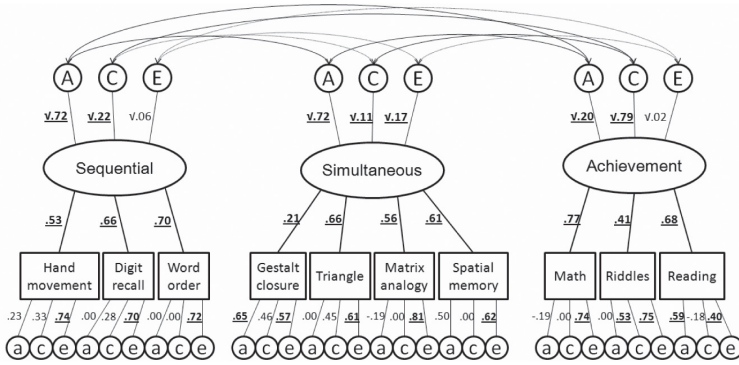 A C E A C E A C E
√.72 √.22 √.06 √.72 √.11 √.17 √.20 √.79 √.02
Sequential Simultaneous Achievement
.53 .66 .70 .21 .66 .56 .61 .77 .41 .68
Hand movement Digit recall Word order Gestalt closure Triangle Matrix analogy Spatial memory Math Riddles Reading
.23 .33 .74 .00 .28 .70 .00 .00 .72 .65 .46 .57 .00 .45 .61 -.19 .00 .81 .50 .00 .62 -.19 .00 .74 .00 .53 .75 .59 -.18 .40
a c e a c e a c e a c e a c e a c e a c e a c e a c e a c e